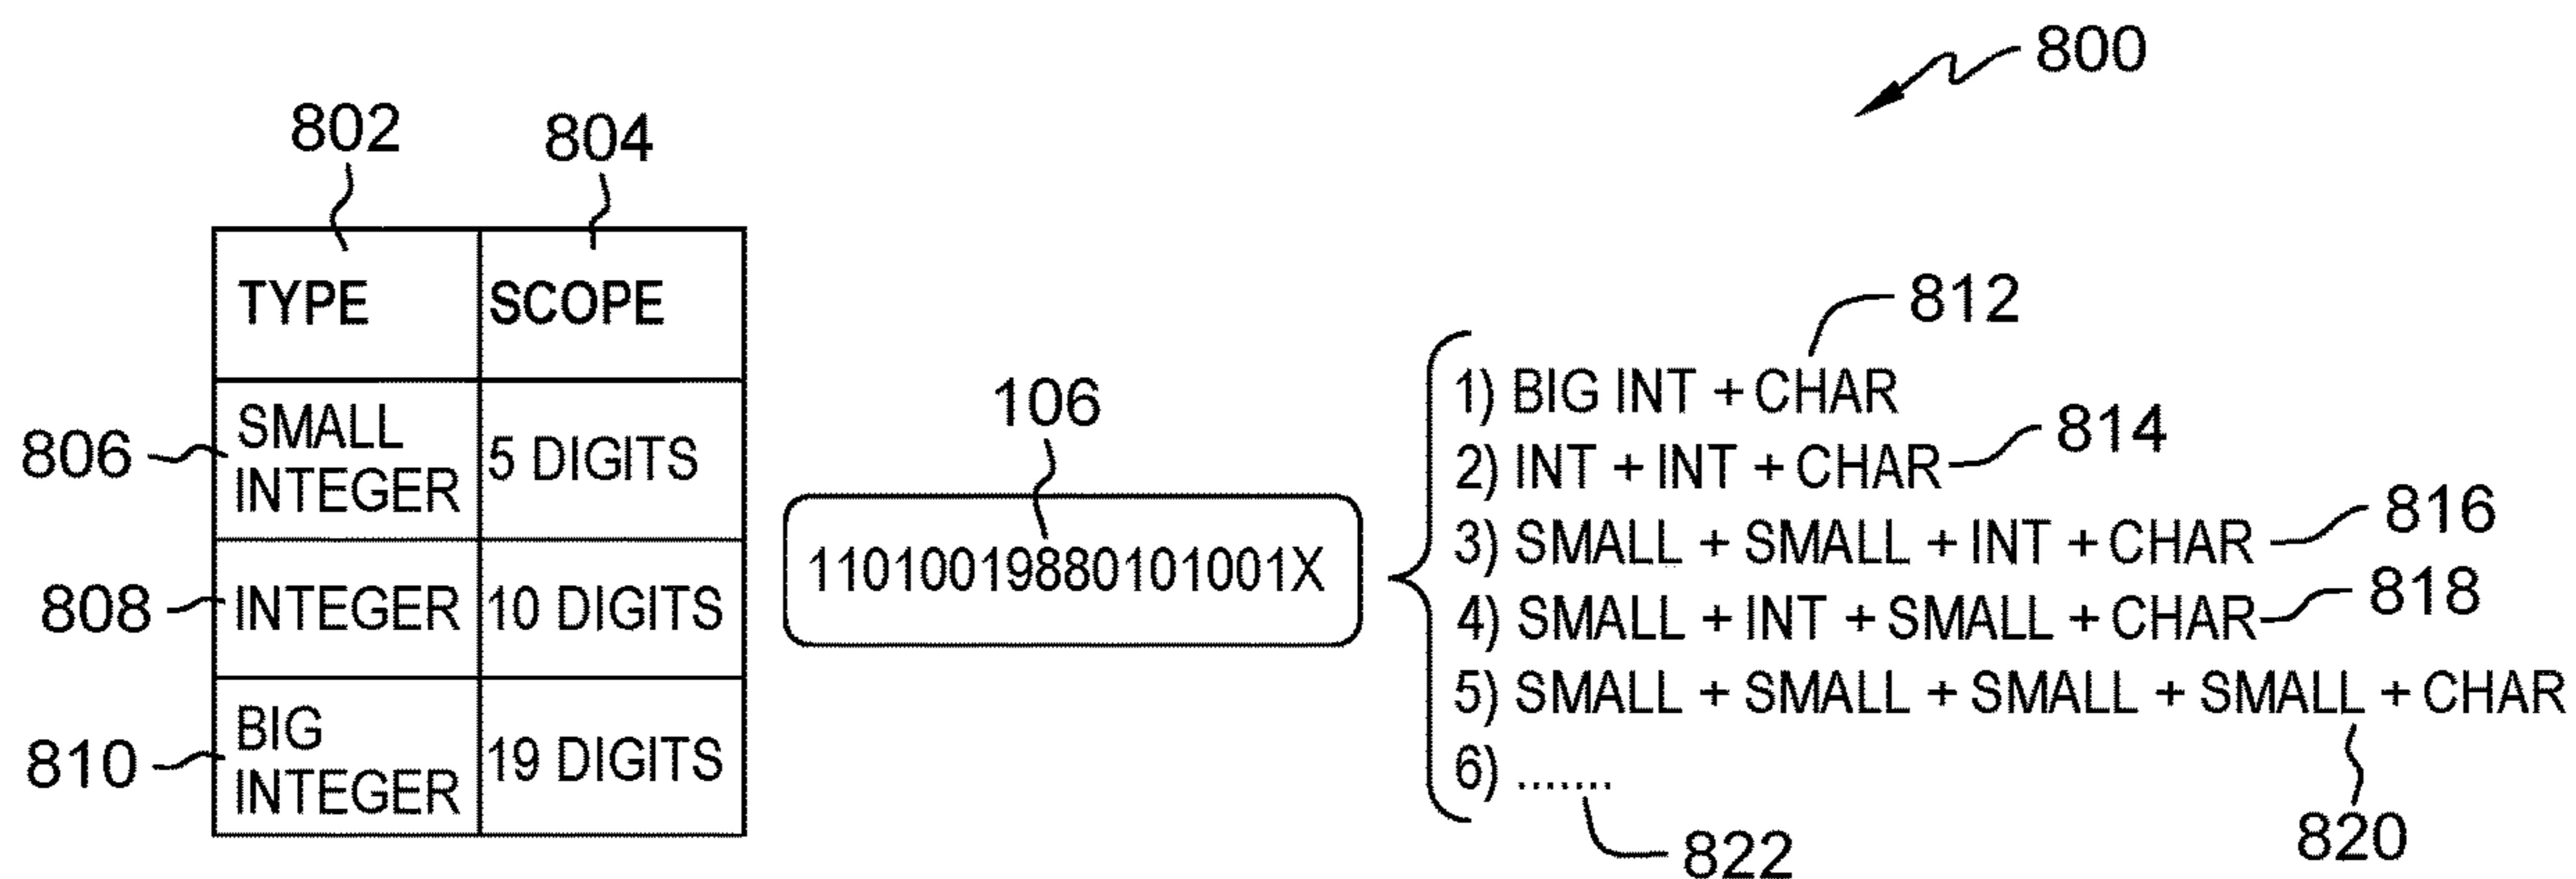 800
802
804
TYPE SCOPE
812
106
1) BIG INT + CHAR
814
806
SMALL INTEGER 5 DIGITS
2) INT + INT + CHAR
816
11010019880101001X
3) SMALL + SMALL + INT + CHAR
818
808
INTEGER 10 DIGITS
4) SMALL + INT + SMALL + CHAR
5) SMALL + SMALL + SMALL + SMALL + CHAR
810
BIG INTEGER 19 DIGITS
6) .......
820
822